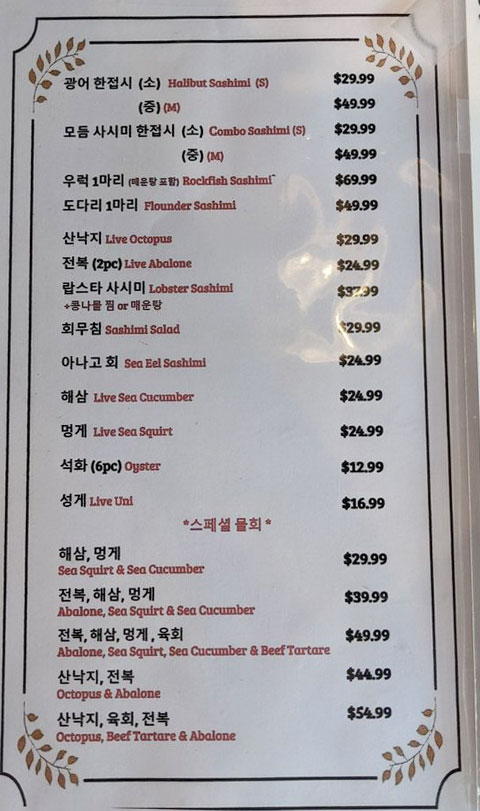 광어 한접시 (소) Halibut Sashimi (S) $29.99
(중) (M) $49.99
모듬 사시미 한접시 (소) Combo Sashimi (S) $29.99
(중) (M) $49.99
우럭 1마리 (매운탕 포함) Rockfish Sashimi $69.99
도다리 1마리 Flounder Sashimi $49.99
산낙지 Live Octopus $29.99
전복 (2pc) Live Abalone $24.99
랍스타 사시미 Lobster Sashimi $37.99
+콩나물 찜 or 매운탕
회무침 Sashimi Salad $29.99
아나고 회 Sea Eel Sashimi $24.99
해삼 Live Sea Cucumber $24.99
멍게 Live Sea Squirt $24.99
석화 (6pc) Oyster $12.99
성게 Live Uni $16.99
*스페셜 물회*
해삼, 멍게 $29.99
Sea Squirt & Sea Cucumber
전복, 해삼, 멍게 $39.99
Abalone, Sea Squirt & Sea Cucumber
전복, 해삼, 멍게, 육회 $49.99
Abalone, Sea Squirt, Sea Cucumber & Beef Tartare
산낙지, 전복 $44.99
Octopus & Abalone
산낙지, 육회, 전복 $54.99
Octopus, Beef Tartare & Abalone